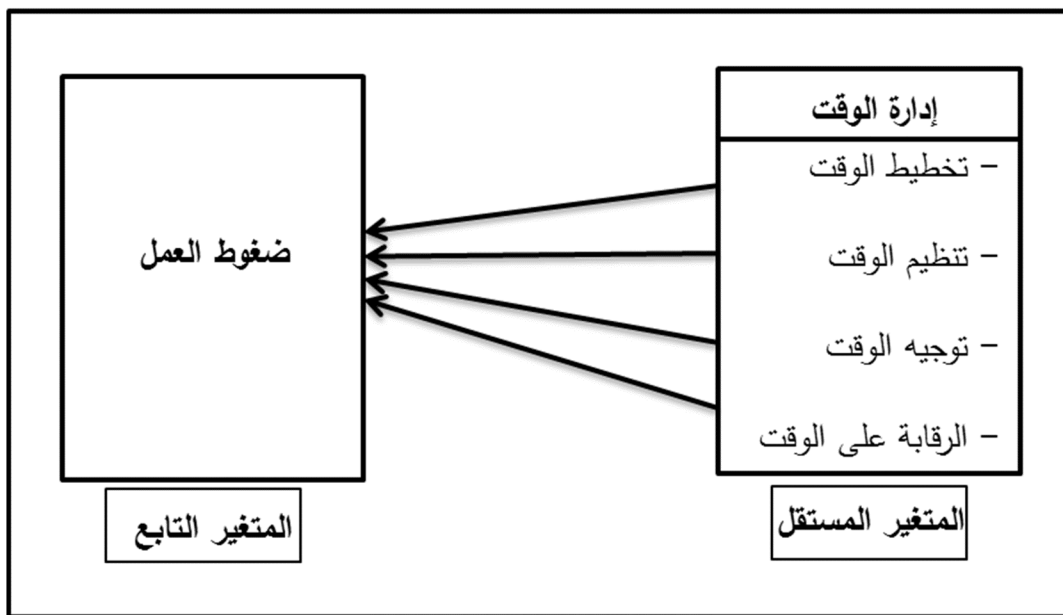 إدارة الوقت
- تخطيط الوقت
- تنظيم الوقت
- توجيه الوقت
- الرقابة على الوقت
المتغير المستقل
ضغوط العمل
المتغير التابع